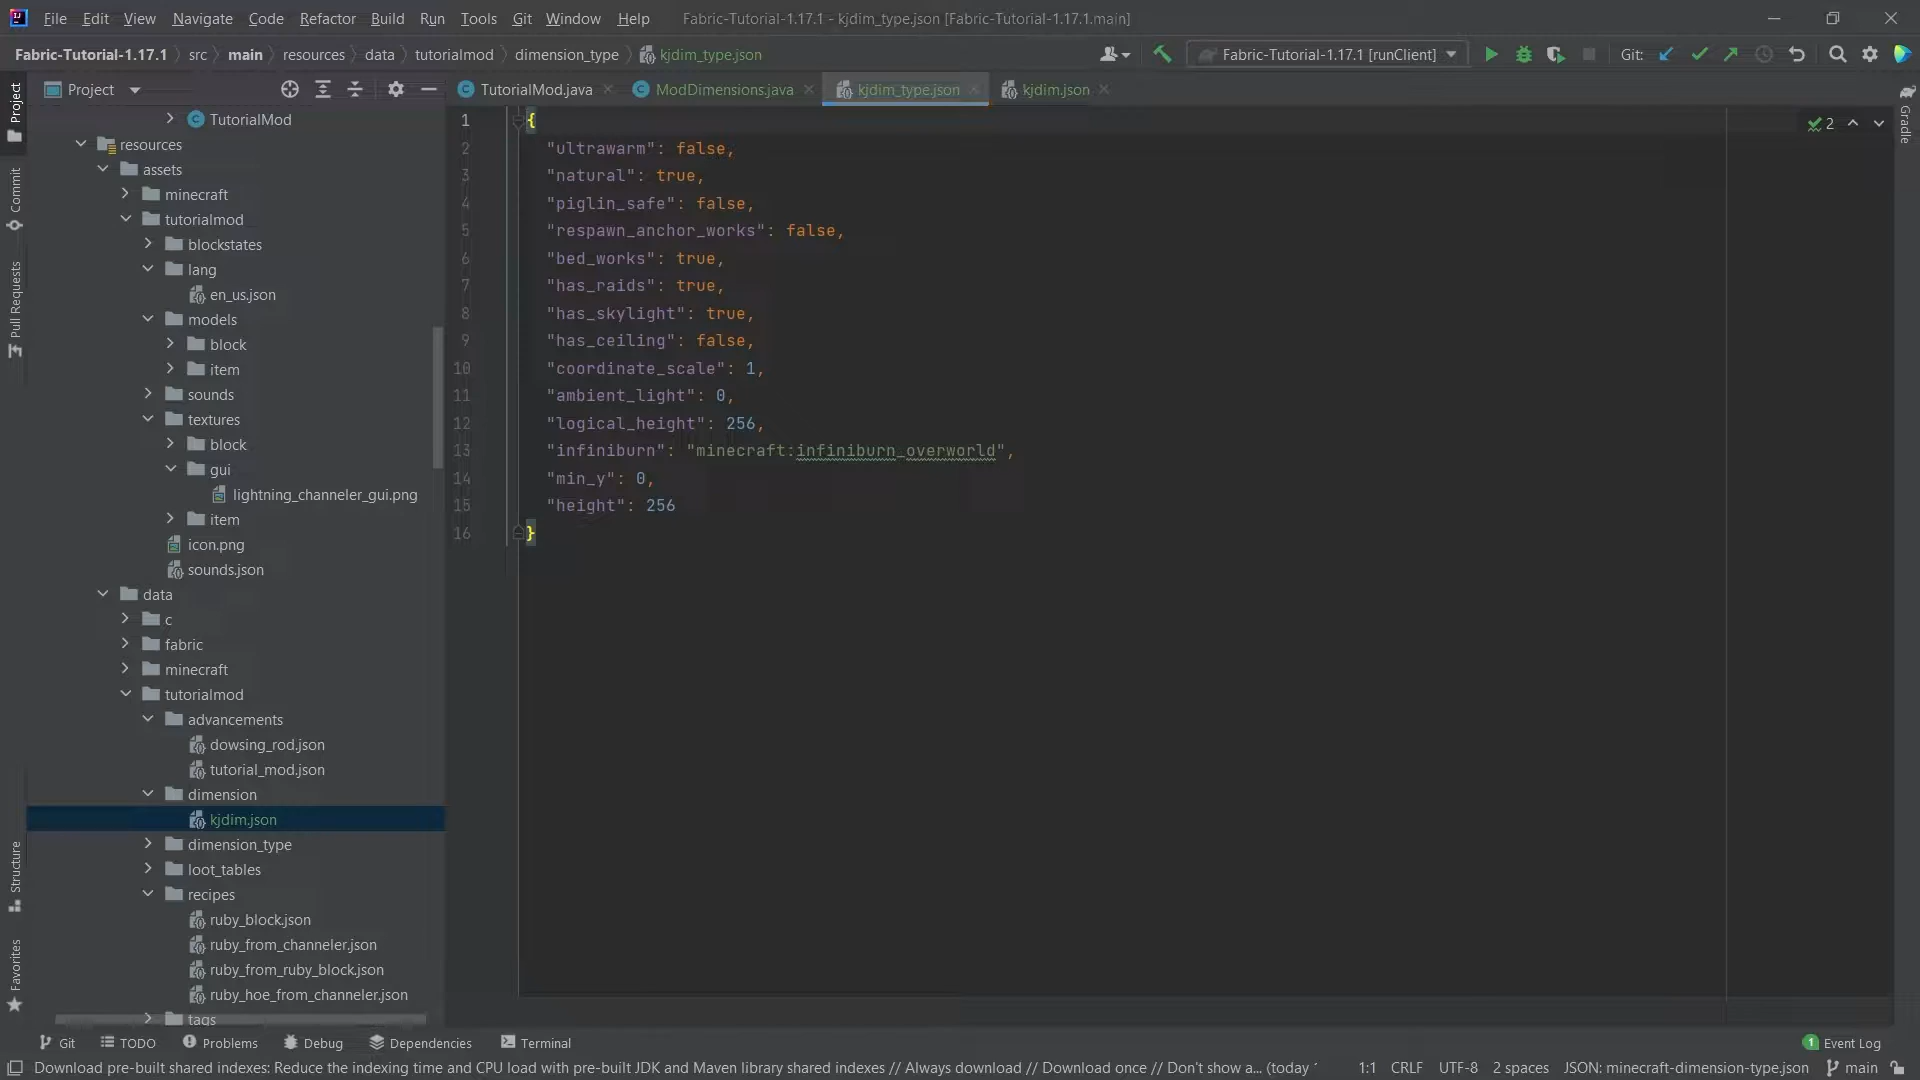 File Edit View Navigate Code Refactor Build Run Tools Git Window Help Fabric-Tutorial-1.17.1 - kjdim_type.json [Fabric-Tutorial-1.17.1.main]
Fabric-Tutorial-1.17.1 src main resources data tutorialmod dimension_type kjdim_type.json Fabric-Tutorial-1.17.1 [runClient] Git:
Project TutorialMod.java ModDimensions.java kjdim_type.json kjdim.json
Project
Commit
Pull Requests
Structure
Favorites
Gradle
TutorialMod
resources
assets
minecraft
tutorialmod
blockstates
lang
en_us.json
models
block
item
sounds
textures
block
gui
lightning_channeler_gui.png
item
icon.png
sounds.json
data
c
fabric
minecraft
tutorialmod
advancements
dowsing_rod.json
tutorial_mod.json
dimension
kjdim.json
dimension_type
loot_tables
recipes
ruby_block.json
ruby_from_channeler.json
ruby_from_ruby_block.json
ruby_hoe_from_channeler.json
tags
2
1 {
2 "ultrawarm": false,
3 "natural": true,
4 "piglin_safe": false,
5 "respawn_anchor_works": false,
6 "bed_works": true,
7 "has_raids": true,
8 "has_skylight": true,
9 "has_ceiling": false,
10 "coordinate_scale": 1,
11 "ambient_light": 0,
12 "logical_height": 256,
13 "infiniburn": "minecraft:infiniburn_overworld",
14 "min_y": 0,
15 "height": 256
16 }
Git TODO Problems Debug Dependencies Terminal 1 Event Log
Download pre-built shared indexes: Reduce the indexing time and CPU load with pre-built JDK and Maven library shared indexes // Always download // Download once // Don't show a... (today 1:1 CRLF UTF-8 2 spaces JSON: minecraft-dimension-type.json main